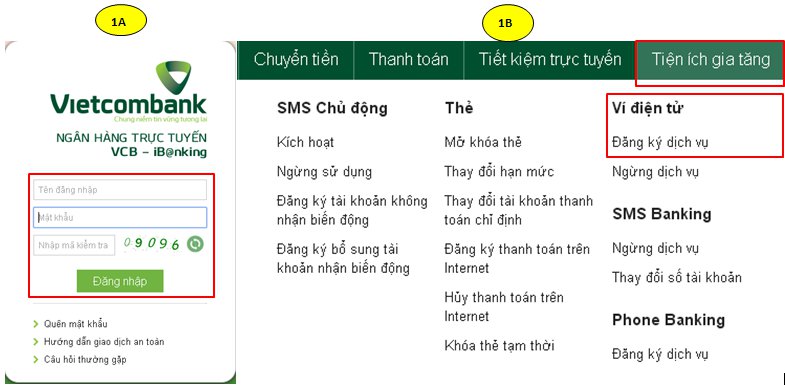 1A
Vietcombank
Chung niềm tin vững tương lai
NGÂN HÀNG TRỰC TUYẾN
VCB – iB@nking
Tên đăng nhập
Mật khẩu
Nhập mã kiểm tra
09096
Đăng nhập
Quên mật khẩu
Hướng dẫn giao dịch an toàn
Câu hỏi thường gặp
1B
Chuyển tiền
Thanh toán
Tiết kiệm trực tuyến
Tiện ích gia tăng
SMS Chủ động
Kích hoạt
Ngừng sử dụng
Đăng ký tài khoản không
nhận biến động
Đăng ký bổ sung tài
khoản nhận biến động
Thẻ
Mở khóa thẻ
Thay đổi hạn mức
Thay đổi tài khoản thanh
toán chỉ định
Đăng ký thanh toán trên
Internet
Hủy thanh toán trên
Internet
Khóa thẻ tạm thời
Ví điện tử
Đăng ký dịch vụ
Ngừng dịch vụ
SMS Banking
Ngừng dịch vụ
Thay đổi số tài khoản
Phone Banking
Đăng ký dịch vụ